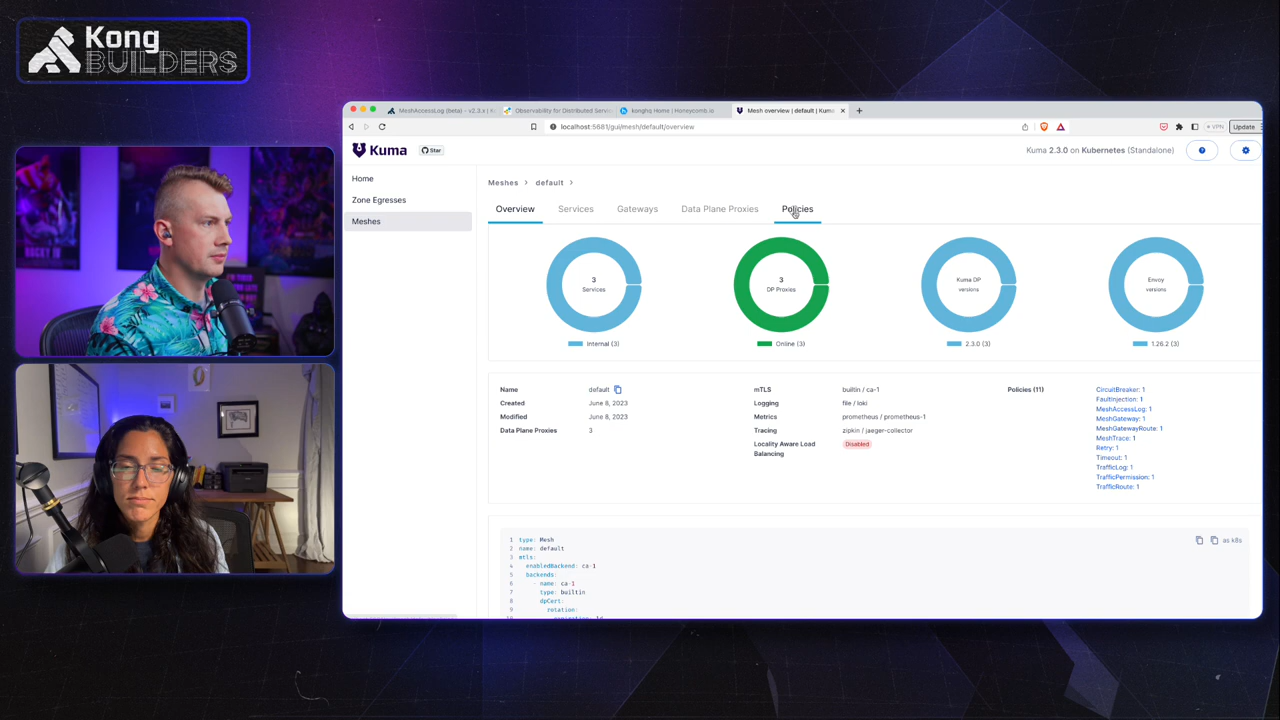 Kong
BUILDERS
MeshAccessLog (beta) - v2.3.x
Observability for Distributed Servic
konghq Home | Honeycomb.io
Mesh overview | default | Kuma
localhost:5681/gui/mesh/default/overview
VPN
Update
Kuma
Star
Kuma 2.3.0 on Kubernetes (Standalone)
Home
Zone Egresses
Meshes
Meshes > default >
Overview Services Gateways Data Plane Proxies Policies
3
Services
Internal (3)
3
DP Proxies
Online (3)
Kuma DP
versions
2.3.0 (3)
Envoy
versions
1.26.2 (3)
Name default
Created June 8, 2023
Modified June 8, 2023
Data Plane Proxies 3
mTLS builtin / ca-1
Logging file / loki
Metrics prometheus / prometheus-1
Tracing zipkin / jaeger-collector
Locality Aware Load
Balancing
Disabled
Policies (11)
CircuitBreaker: 1
FaultInjection: 1
MeshAccessLog: 1
MeshGateway: 1
MeshGatewayRoute: 1
MeshTrace: 1
Retry: 1
Timeout: 1
TrafficLog: 1
TrafficPermission: 1
TrafficRoute: 1
as k8s
1 type: Mesh
2 name: default
3 mtls:
4 enabledBackend: ca-1
5 backends:
6 - name: ca-1
7 type: builtin
8 dpCert:
9 rotation: